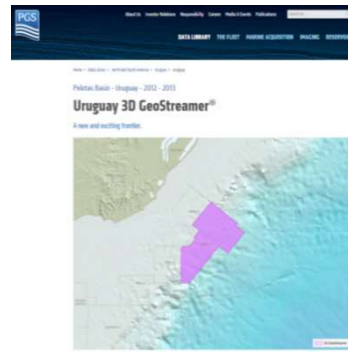 PGS
About Us Investor Relations Responsibility Careers Media & Events Publications
DATA LIBRARY THE FLEET MARINE ACQUISITION IMAGING RESERVOIR
Pelotas Basin - Uruguay - 2012 - 2013
Uruguay 3D GeoStreamer®
A new and exciting frontier.